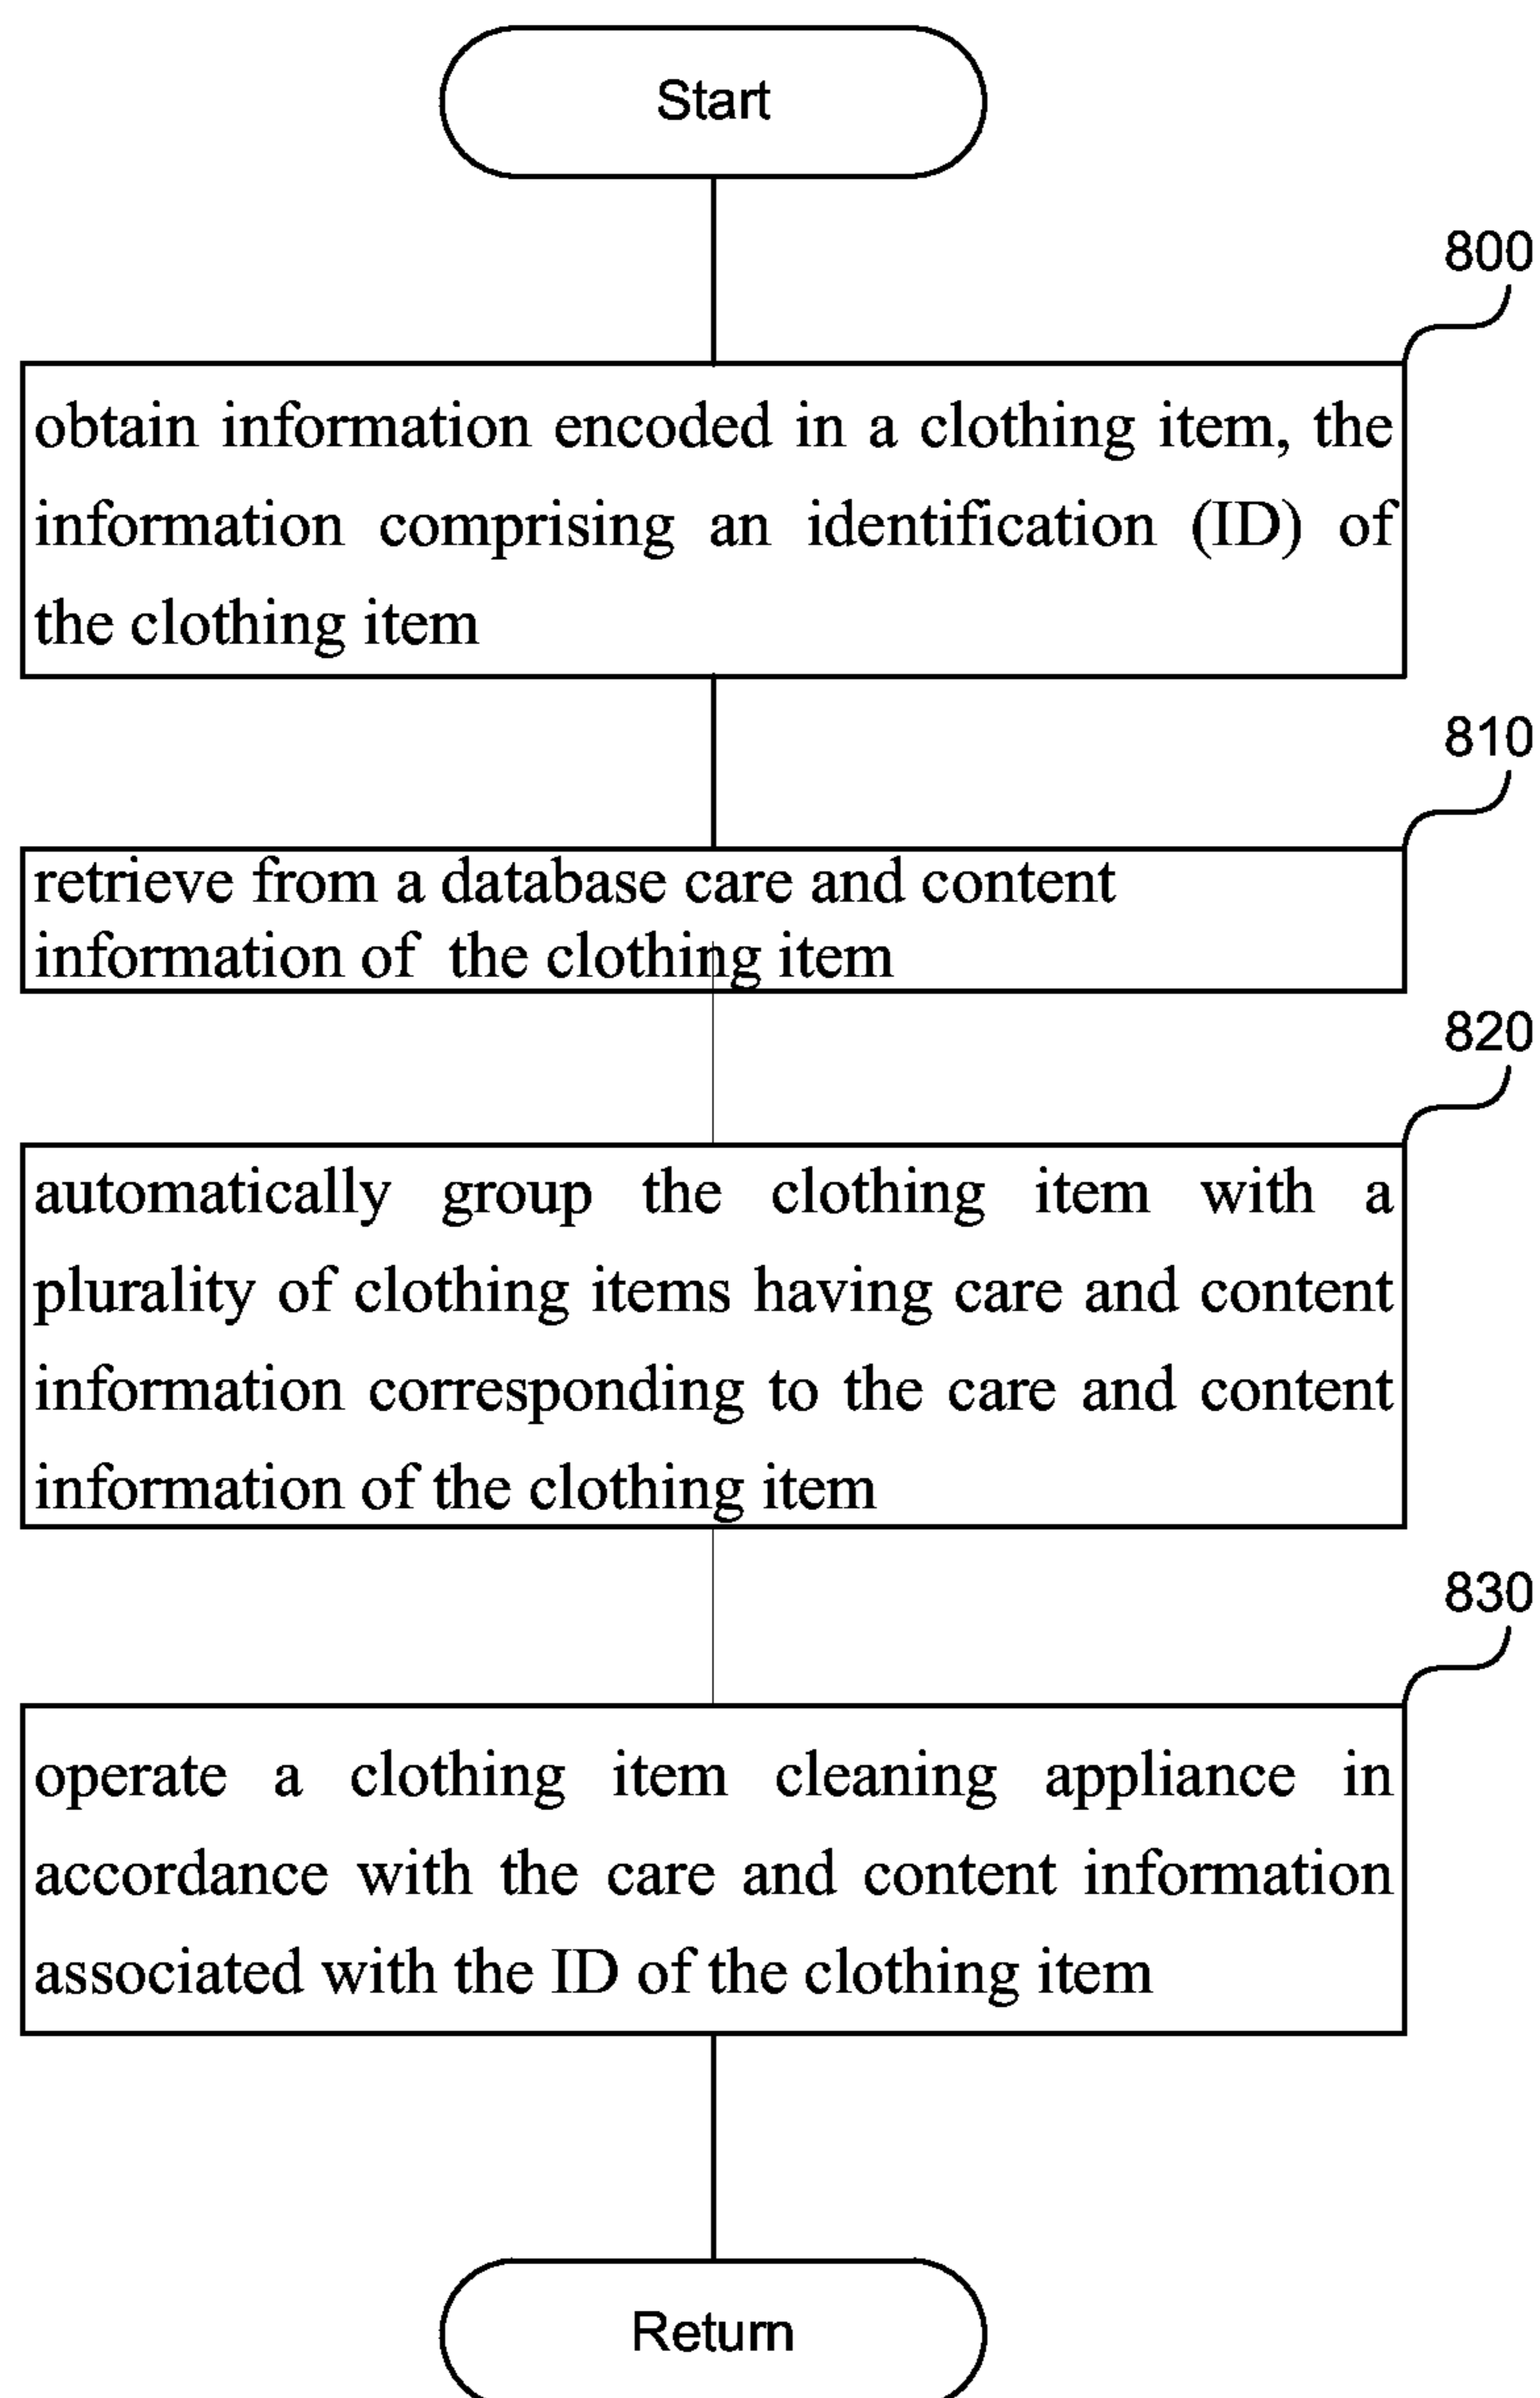 Start
800
obtain information encoded in a clothing item, the
information comprising an identification (ID) of
the clothing item
810
retrieve from a database care and content
information of the clothing item
820
automatically group the clothing item with a
plurality of clothing items having care and content
information corresponding to the care and content
information of the clothing item
830
operate a clothing item cleaning appliance in
accordance with the care and content information
associated with the ID of the clothing item
Return